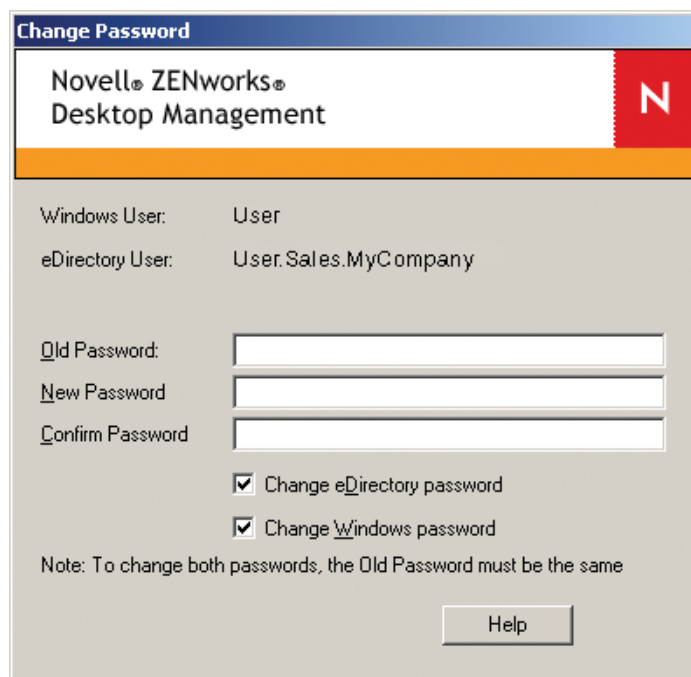 Change Password
Novell® ZENworks®
Desktop Management
N
Windows User: User
eDirectory User: User.Sales.MyCompany
Old Password:
New Password
Confirm Password
Change eDirectory password
Change Windows password
Note: To change both passwords, the Old Password must be the same
Help